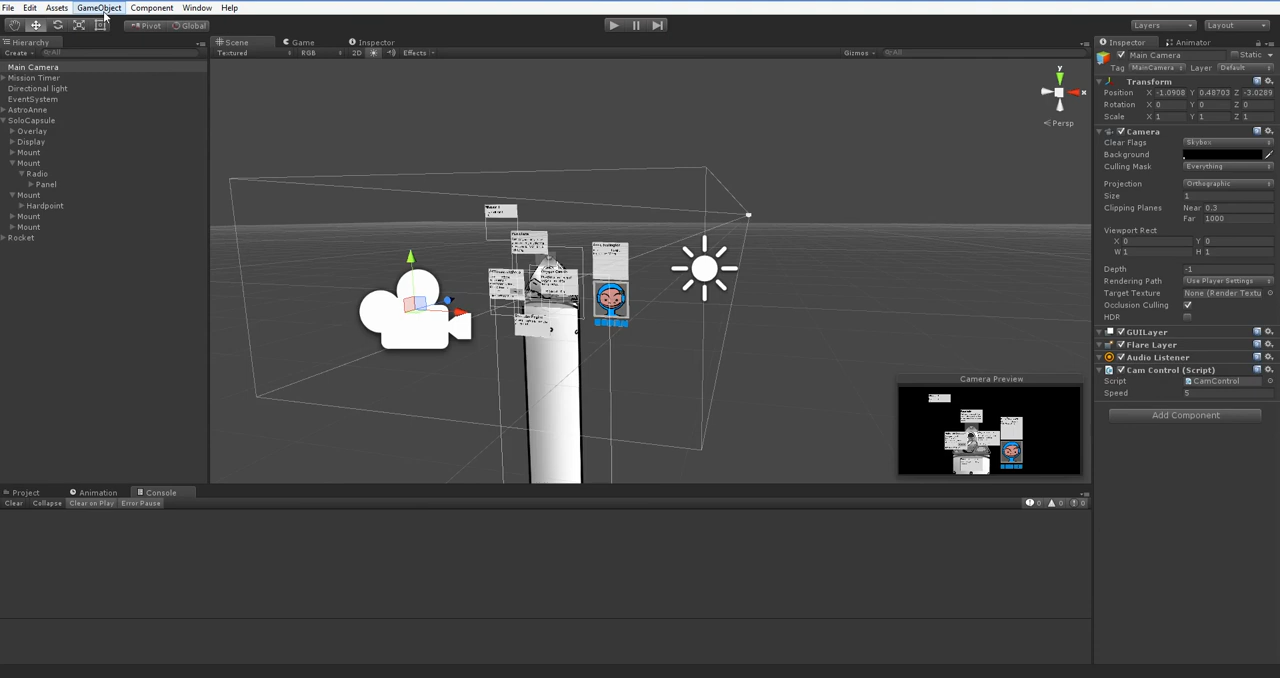 File Edit Assets GameObject Component Window Help
Pivot Global Layers Layout
Hierarchy Scene Game Inspector Inspector Animator
Create All Textured RGB 2D Effects Gizmos All
Main Camera
Mission Timer
Directional light
EventSystem
AstroAnne
SoloCapsule
Overlay
Display
Mount
Mount
Radio
Panel
Mount
Hardpoint
Mount
Mount
Rocket
y
x
Persp
Camera Preview
Main Camera Static
Tag MainCamera Layer Default
Transform
Position X -1.0908 Y 0.48703 Z -3.0289
Rotation X 0 Y 0 Z 0
Scale X 1 Y 1 Z 1
Camera
Clear Flags Skybox
Background
Culling Mask Everything
Projection Orthographic
Size 1
Clipping Planes Near 0.3
Far 1000
Viewport Rect
X 0 Y 0
W 1 H 1
Depth -1
Rendering Path Use Player Settings
Target Texture None (Render Textu
Occlusion Culling
HDR
GUILayer
Flare Layer
Audio Listener
Cam Control (Script)
Script CamControl
Speed 5
Add Component
Project Animation Console
Clear Collapse Clear on Play Error Pause 0 0 0